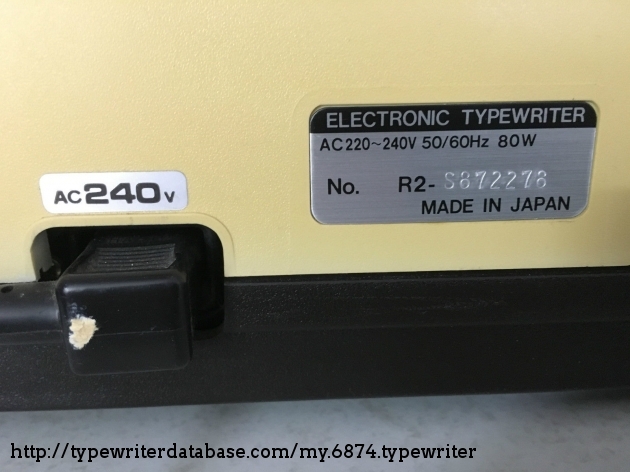 ELECTRONIC TYPEWRITER
AC220~240V 50/60Hz 80W
No. R2-S872278
MADE IN JAPAN
AC240V
http://typewriterdatabase.com/my.6874.typewriter